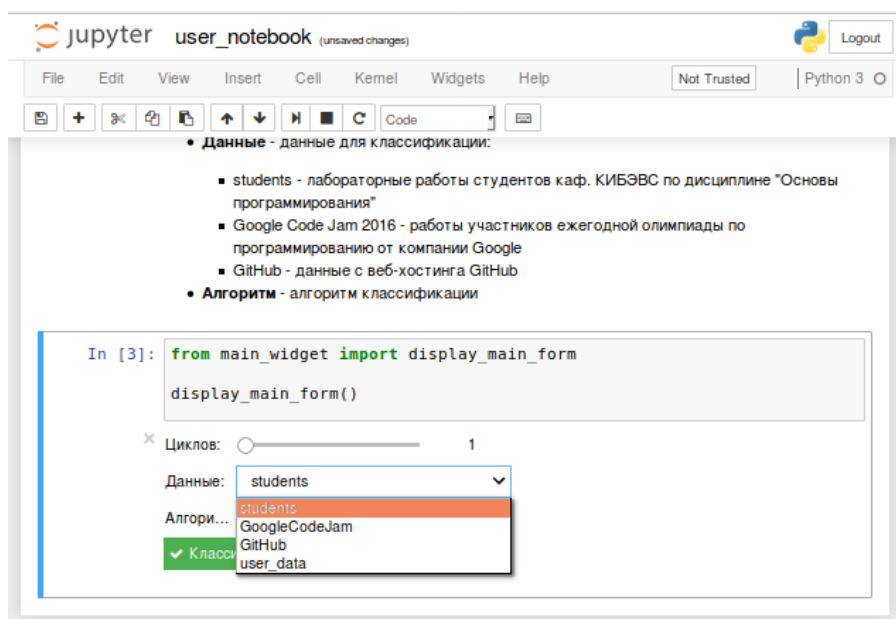 jupyter user_notebook (unsaved changes) Logout
File Edit View Insert Cell Kernel Widgets Help Not Trusted Python 3
Code
Данные - данные для классификации:
students - лабораторные работы студентов каф. КИБЭВС по дисциплине "Основы
программирования"
Google Code Jam 2016 - работы участников ежегодной олимпиады по
программированию от компании Google
GitHub - данные с веб-хостинга GitHub
Алгоритм - алгоритм классификации
In [3]: from main_widget import display_main_form
display_main_form()
Циклов: 1
Данные: students
students
Алгори...
GoogleCodeJam
GitHub
Класси
user_data